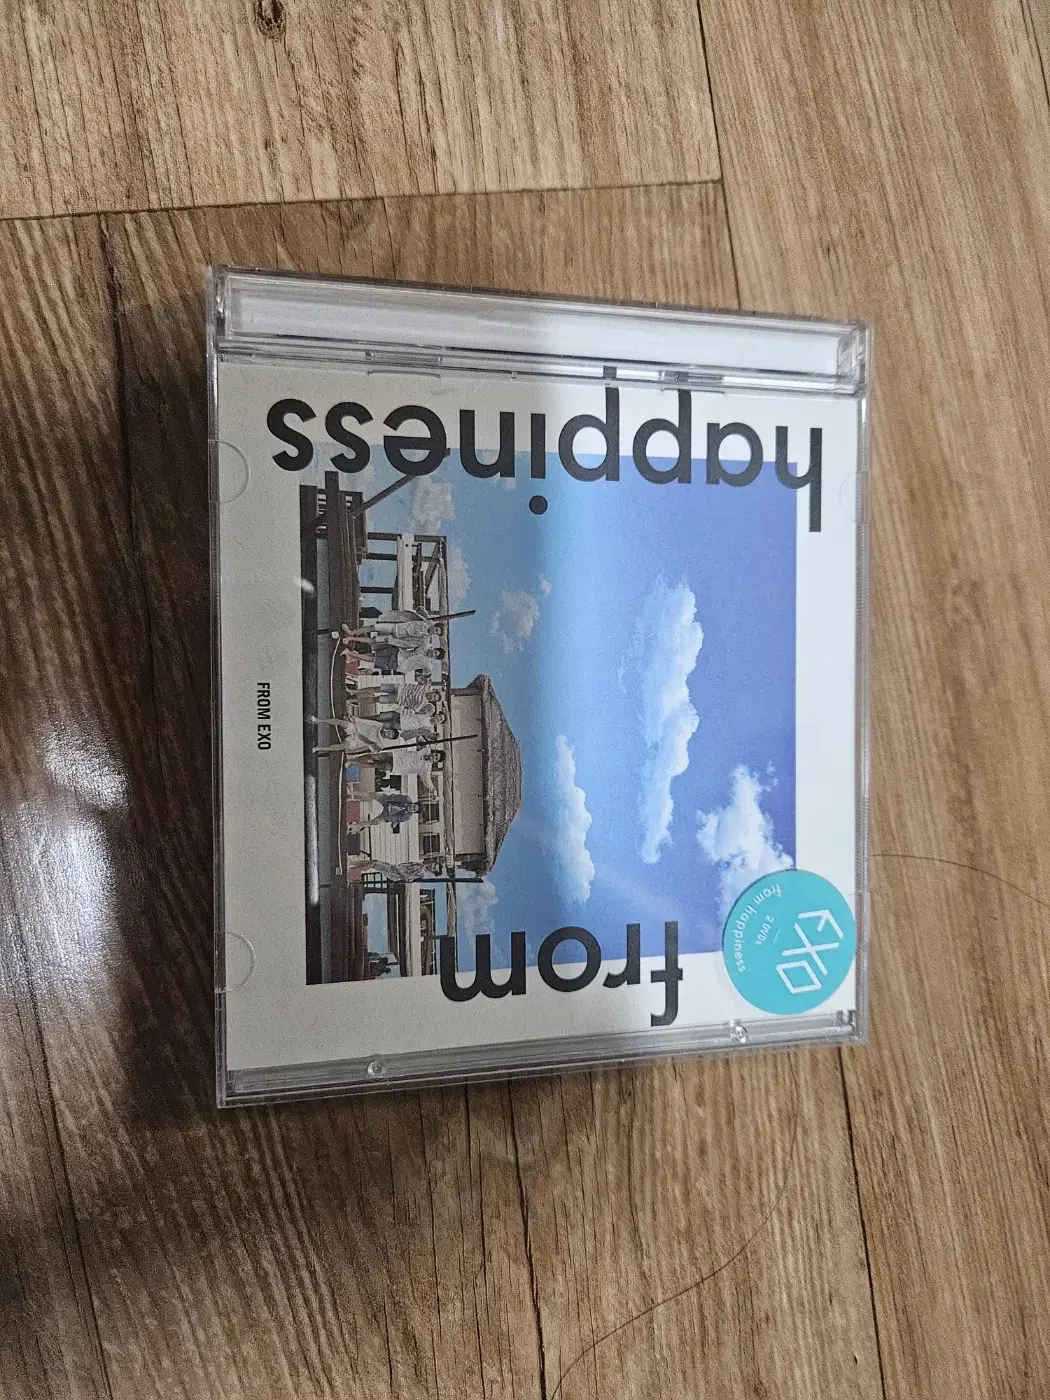 from
happiness
EXO
2 DVDs
from happiness
FROM EXO